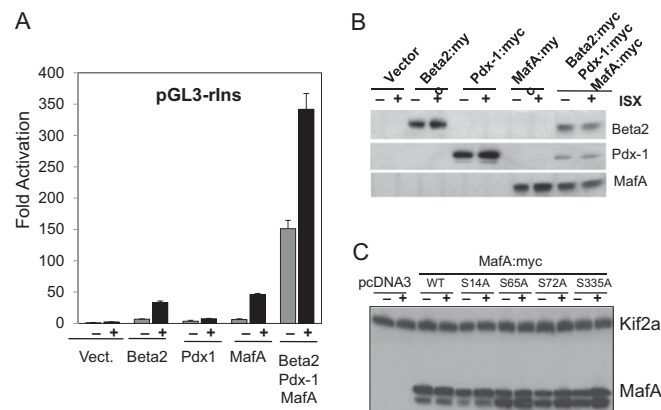 A
pGL3-rIns
Fold Activation
400
350
300
250
200
150
100
50
0
– + – + – + – + – +
Vect. Beta2 Pdx1 MafA Beta2
Pdx-1
MafA
B
Vector
Beta2:my
c
Pdx-1:myc
MafA:my
c
Bata2:myc
Pdx-1:myc
MafA:myc
– + – + – + – + – + ISX
Beta2
Pdx-1
MafA
C
MafA:myc
pcDNA3 WT S14A S65A S72A S335A
– + – + – + – + – + – +
Kif2a
MafA